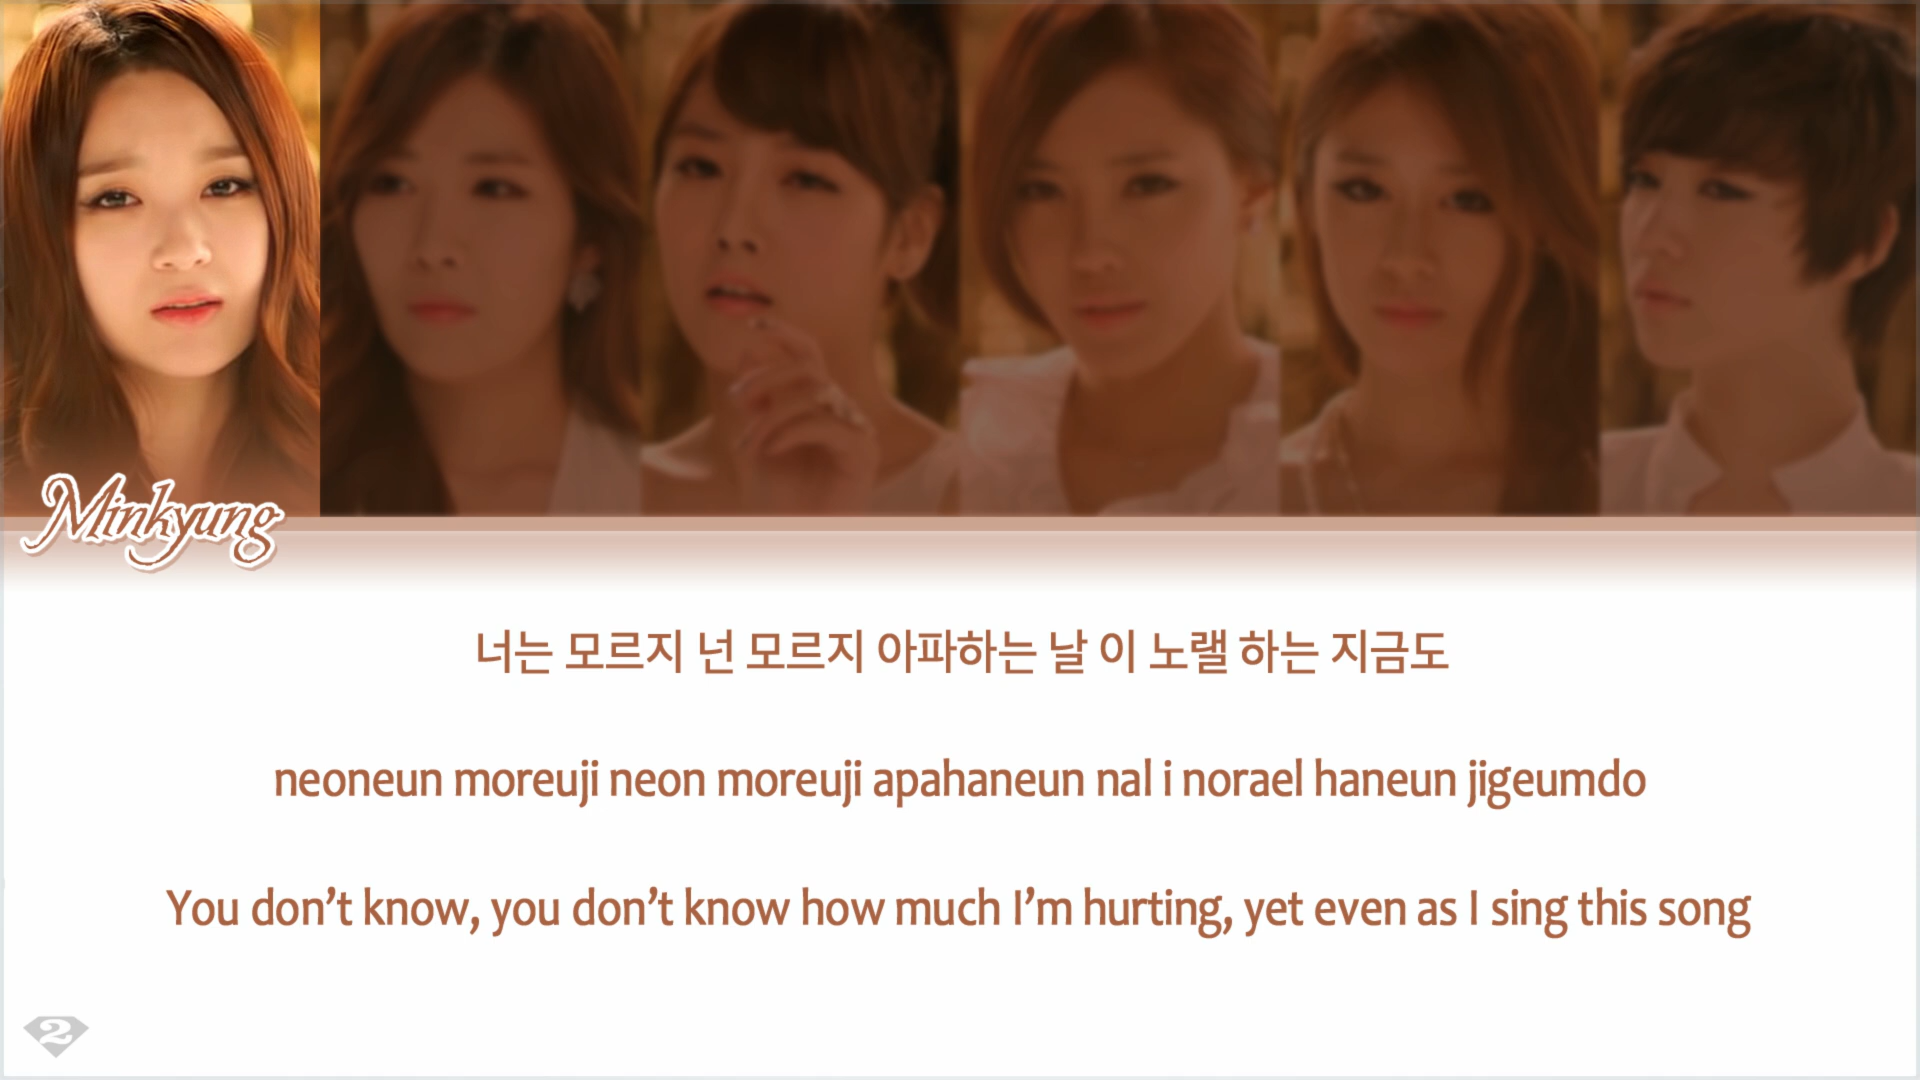 Minkyung
너는 모르지 넌 모르지 아파하는 날 이 노랠 하는 지금도
neoneun moreuji neon moreuji apahaneun nal i norael haneun jigeumdo
You don’t know, you don’t know how much I’m hurting, yet even as I sing this song
2